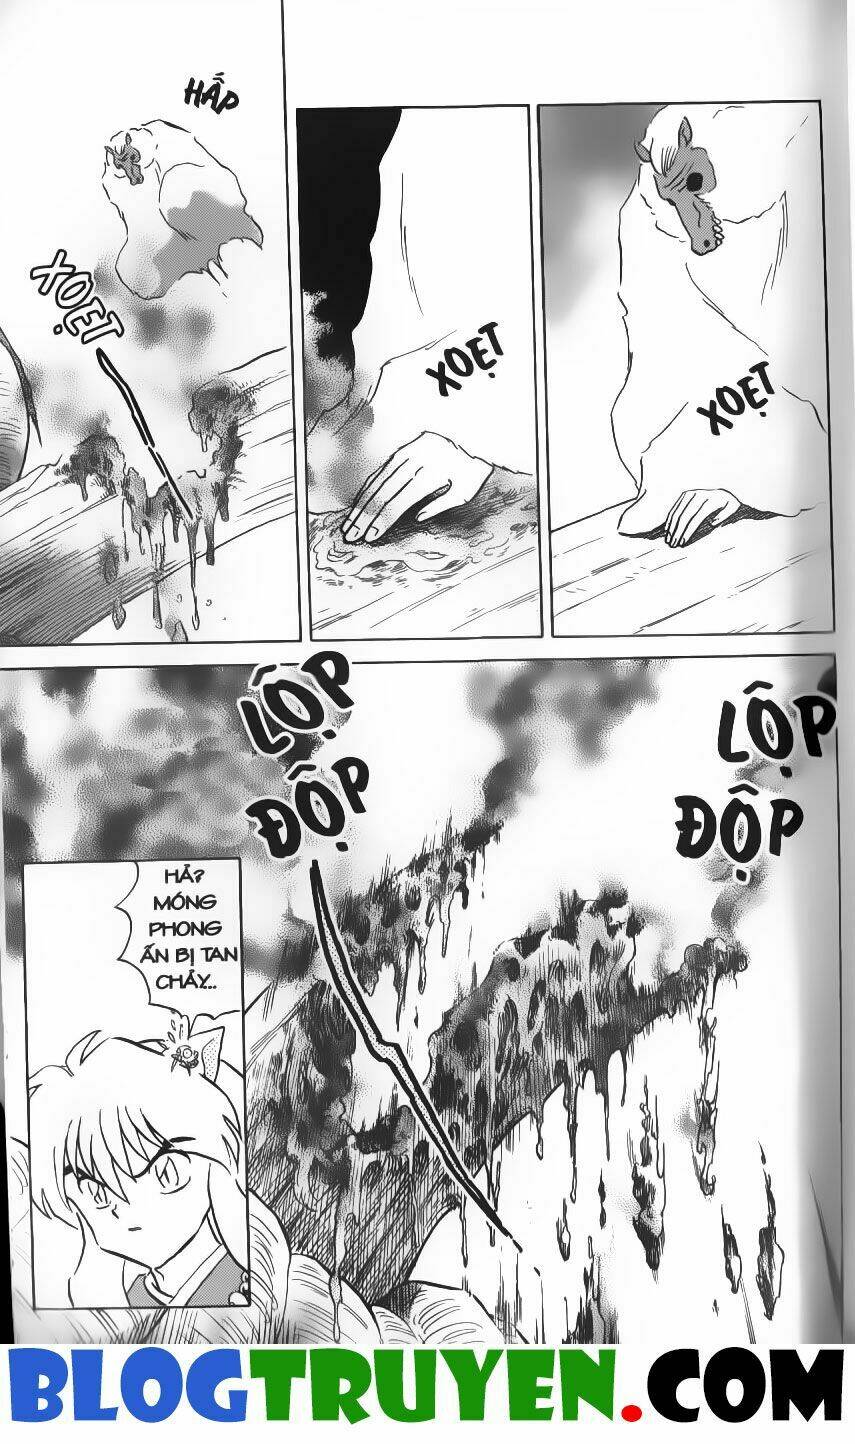 XOẸT
XOẸT
HẤP
XOẸT
LỘP
ĐỘP
LỘP
ĐỘP
HẢ?
MÓNG
PHONG
ẤN BỊ TAN
CHẢY...
BLOGTRUYEN.COM